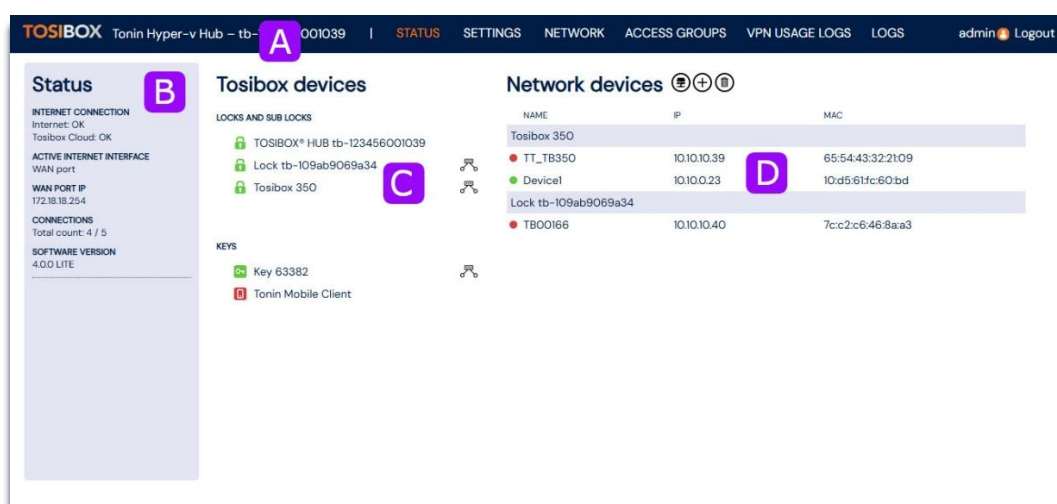 TOSIBOX Tonin Hyper-v Hub – tb- A 001039 | STATUS SETTINGS NETWORK ACCESS GROUPS VPN USAGE LOGS LOGS admin Logout
Status B
INTERNET CONNECTION
Internet: OK
Tosibox Cloud: OK
ACTIVE INTERNET INTERFACE
WAN port
WAN PORT IP
172.18.18.254
CONNECTIONS
Total count: 4 / 5
SOFTWARE VERSION
4.0.0 LITE
Tosibox devices
LOCKS AND SUB LOCKS
TOSIBOX® HUB tb-123456001039
Lock tb-109ab9069a34
Tosibox 350
C
KEYS
Key 63382
Tonin Mobile Client
Network devices
NAME IP MAC
Tosibox 350
TT_TB350 10.10.10.39 65:54:43:32:21:09
Device1 10.10.0.23 10:d5:61:fc:60:bd
D
Lock tb-109ab9069a34
TB00166 10.10.10.40 7c:c2:c6:46:8a:a3